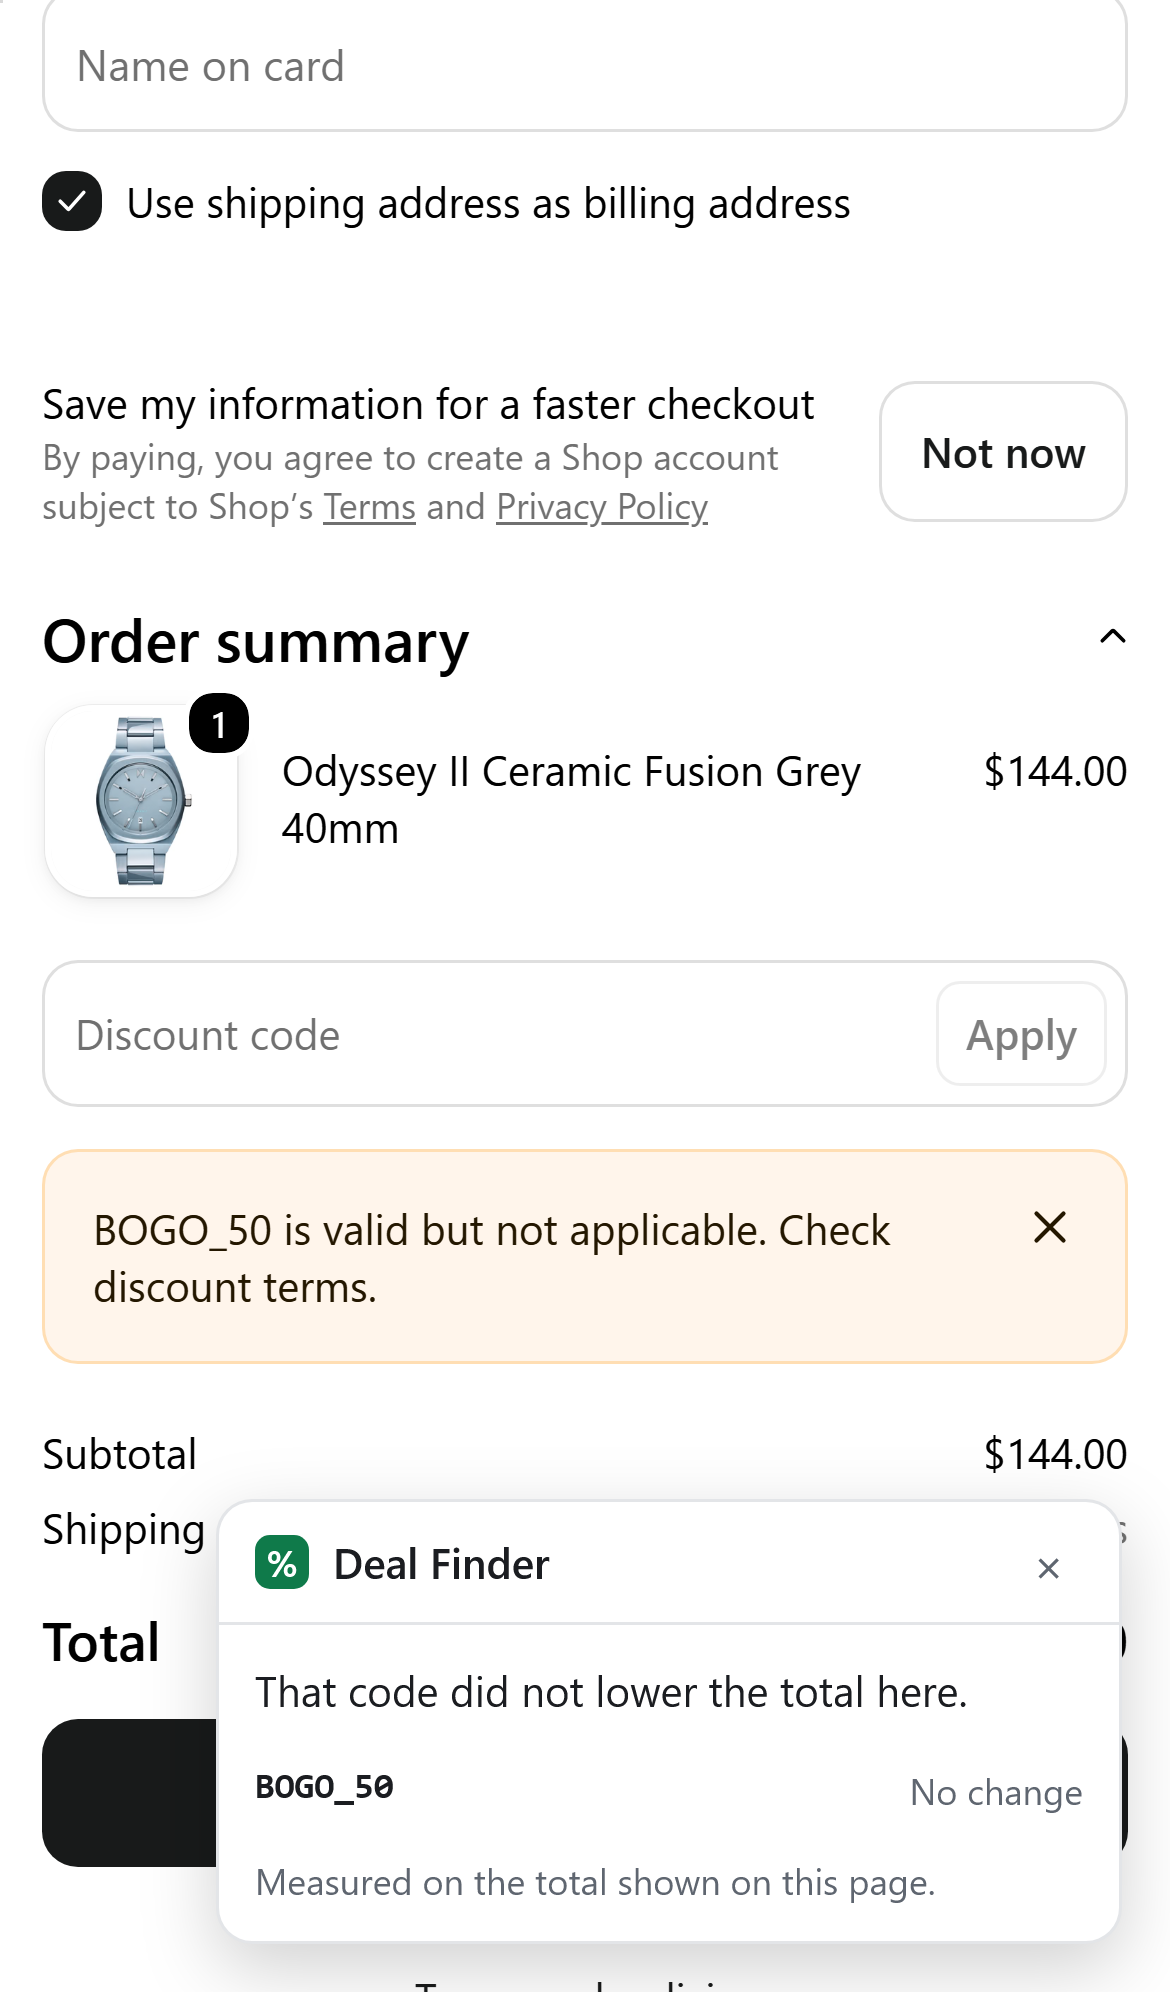 Name on card
Use shipping address as billing address
Save my information for a faster checkout
By paying, you agree to create a Shop account
subject to Shop’s Terms and Privacy Policy
Not now
Order summary
1
Odyssey II Ceramic Fusion Grey
40mm
$144.00
Discount code
Apply
BOGO_50 is valid but not applicable. Check
discount terms.
Subtotal
$144.00
Shipping
Total
% Deal Finder
That code did not lower the total here.
BOGO_50
No change
Measured on the total shown on this page.